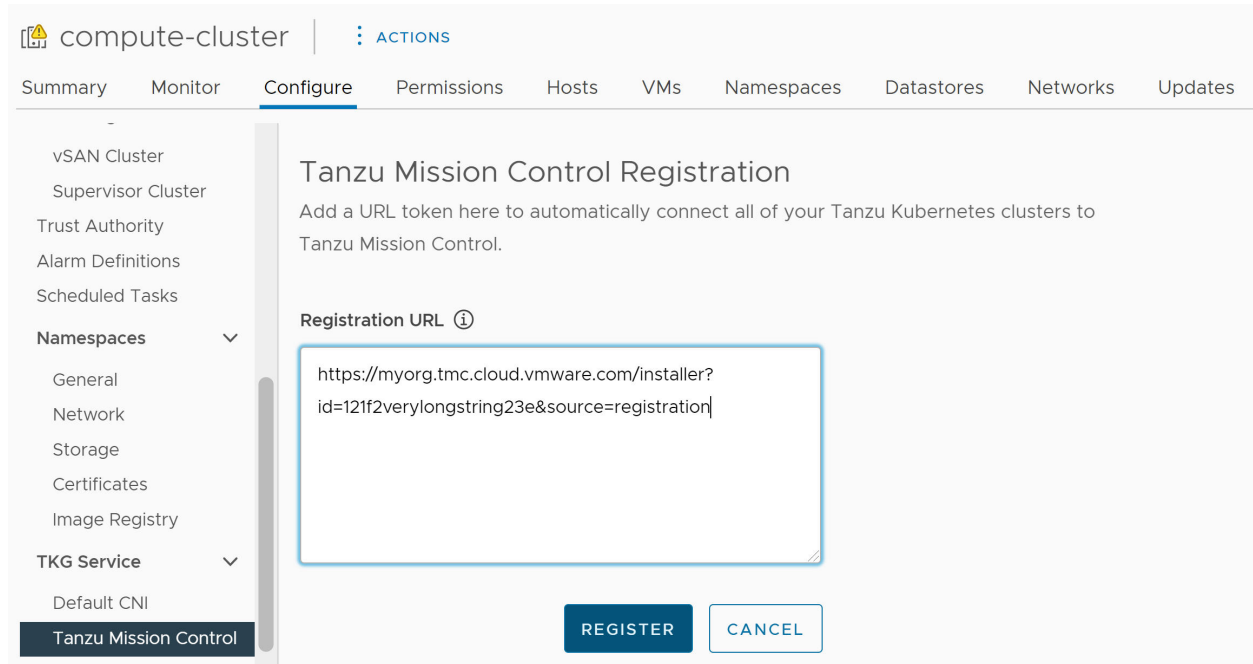 compute-cluster
ACTIONS
Summary Monitor Configure Permissions Hosts VMs Namespaces Datastores Networks Updates
vSAN Cluster
Supervisor Cluster
Trust Authority
Alarm Definitions
Scheduled Tasks
Namespaces
General
Network
Storage
Certificates
Image Registry
TKG Service
Default CNI
Tanzu Mission Control
Tanzu Mission Control Registration
Add a URL token here to automatically connect all of your Tanzu Kubernetes clusters to
Tanzu Mission Control.
Registration URL
https://myorg.tmc.cloud.vmware.com/installer?
id=121f2verylongstring23e&source=registration
REGISTER CANCEL